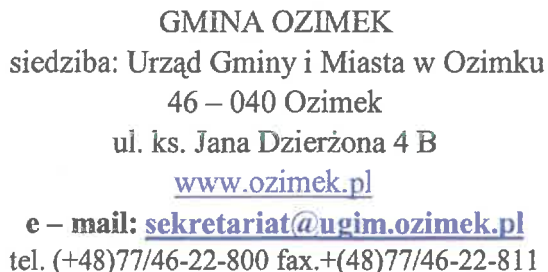 GMINA OZIMEK
siedziba: Urząd Gminy i Miasta w Ozimku
46 – 040 Ozimek
ul. ks. Jana Dzierżona 4 B
www.ozimek.pl
e – mail: sekretariat@ugim.ozimek.pl
tel. (+48)77/46-22-800 fax.+(48)77/46-22-811